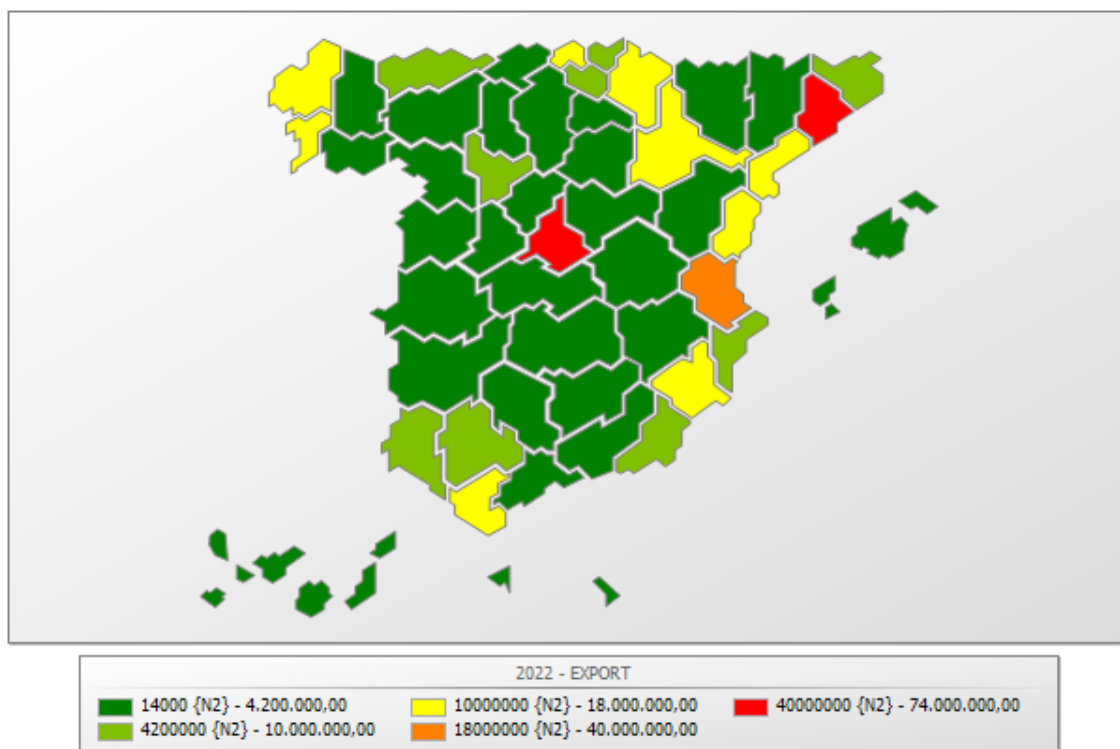 2022 - EXPORT
14000 {N2} - 4.200.000,00
10000000 {N2} - 18.000.000,00
40000000 {N2} - 74.000.000,00
4200000 {N2} - 10.000.000,00
18000000 {N2} - 40.000.000,00